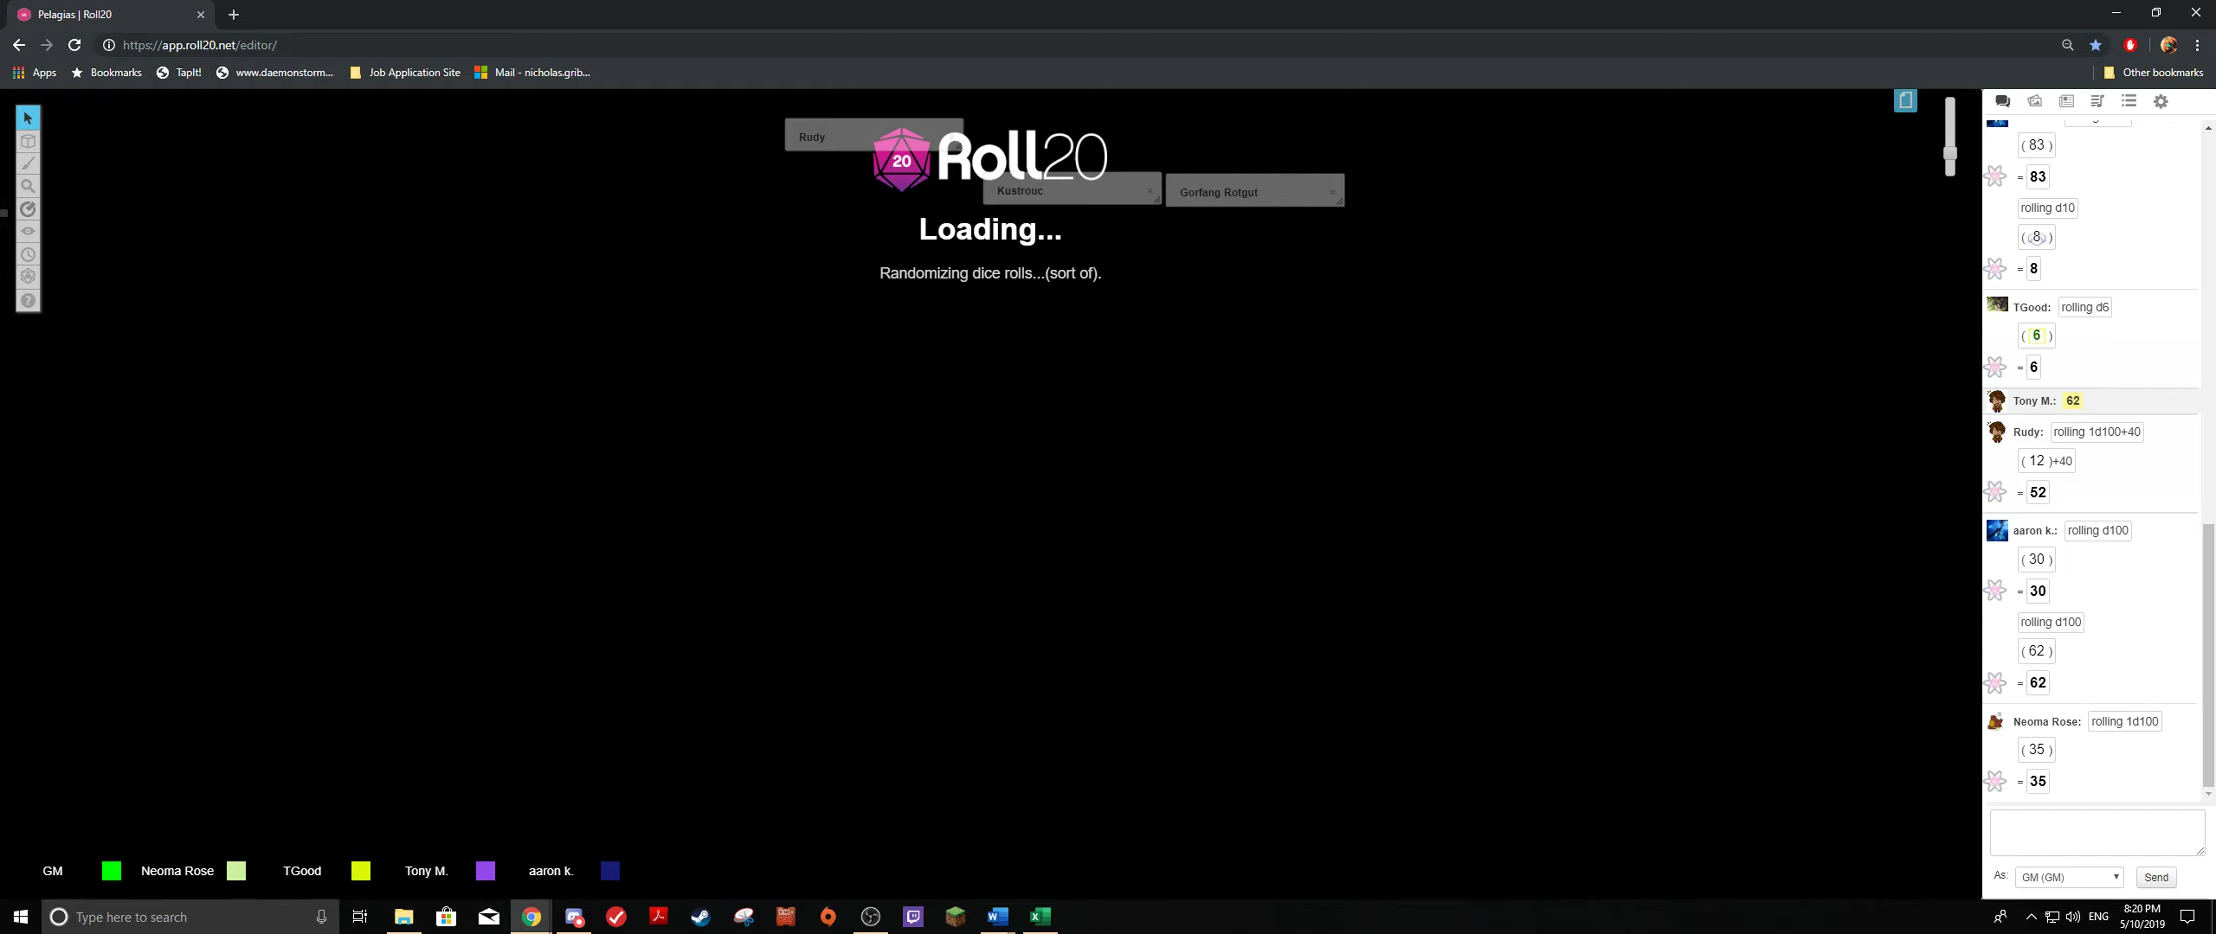 Pelagias | Roll20
https://app.roll20.net/editor/
Apps
Bookmarks
TapIt!
www.daemonstorm...
Job Application Site
Mail - nicholas.grib...
Other bookmarks
Rudy
20 Roll20
Kustrouc
Gorfang Rotgut
Loading...
Randomizing dice rolls...(sort of).
( 83 )
= 83
rolling d10
( 8 )
= 8
TGood: rolling d6
( 6 )
= 6
Tony M.: 62
Rudy: rolling 1d100+40
( 12 )+40
= 52
aaron k.: rolling d100
( 30 )
= 30
rolling d100
( 62 )
= 62
Neoma Rose: rolling 1d100
( 35 )
= 35
As: GM (GM) Send
GM Neoma Rose TGood Tony M. aaron k.
Type here to search
ENG
8:20 PM
5/10/2019